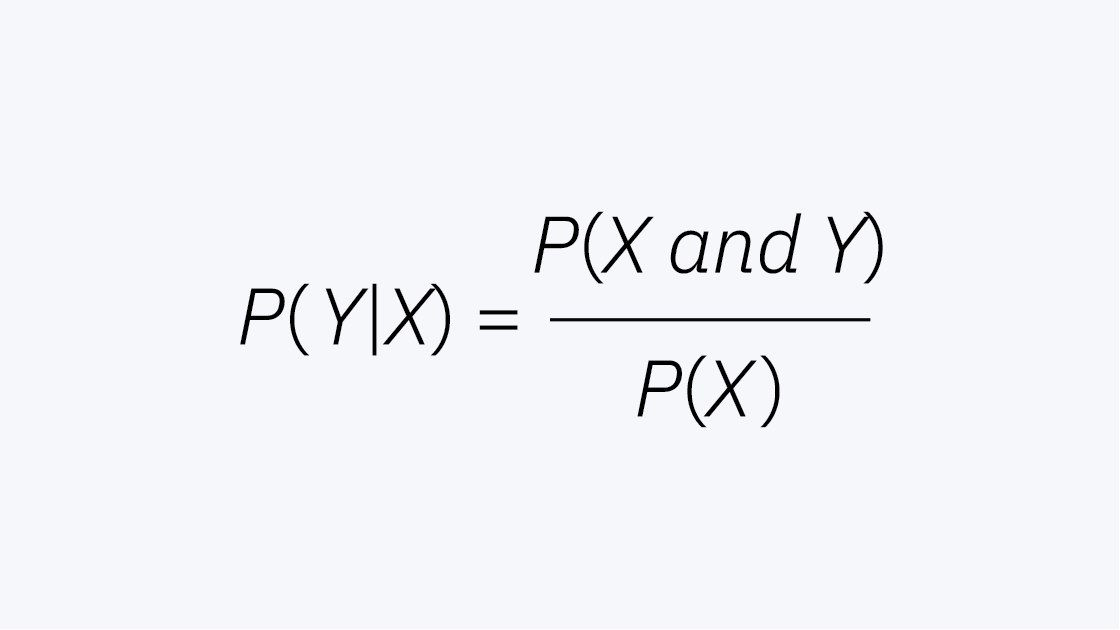 P(Y|X) = P(X and Y)
P(X)